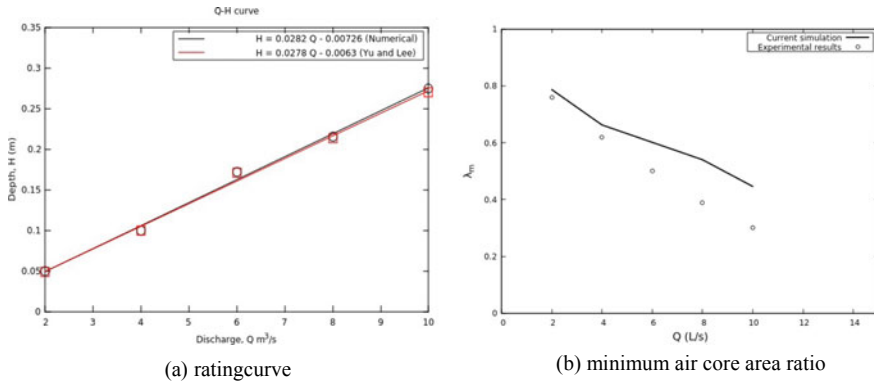 Q-H curve
H = 0.0282 Q - 0.00726 (Numerical)
H = 0.0278 Q - 0.0063 (Yu and Lee)
0.35
0.3
0.25
0.2
0.15
0.1
0.05
0
Depth, H (m)
2 3 4 5 6 7 8 9 10
Discharge, Q m³/s
(a) ratingcurve
Current simulation
Experimental results
1
0.8
0.6
0.4
0.2
0
λm
0 2 4 6 8 10 12 14
Q (L/s)
(b) minimum air core area ratio